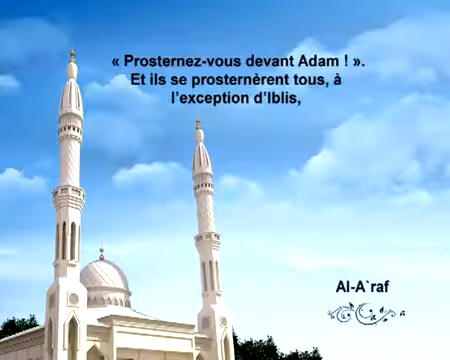 « Prosternez-vous devant Adam ! ».
Et ils se prosternèrent tous, à
l’exception d’Iblis,
Al-A`raf